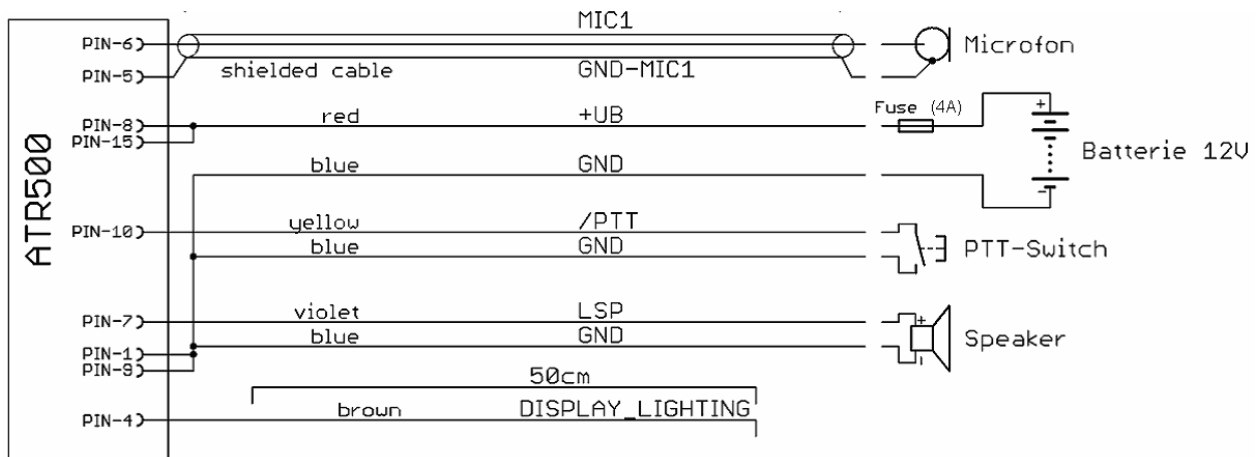 MIC1
PIN-6
Microfon
PIN-5 shielded cable GND-MIC1
Fuse (4A) +
PIN-8 red +UB
PIN-15
Batterie 12V
blue GND
-
ATR500
PIN-10 yellow /PTT
blue GND PTT-Switch
PIN-7 violet LSP +
blue GND Speaker
PIN-1 -
PIN-9
50cm
PIN-4 brown DISPLAY_LIGHTING